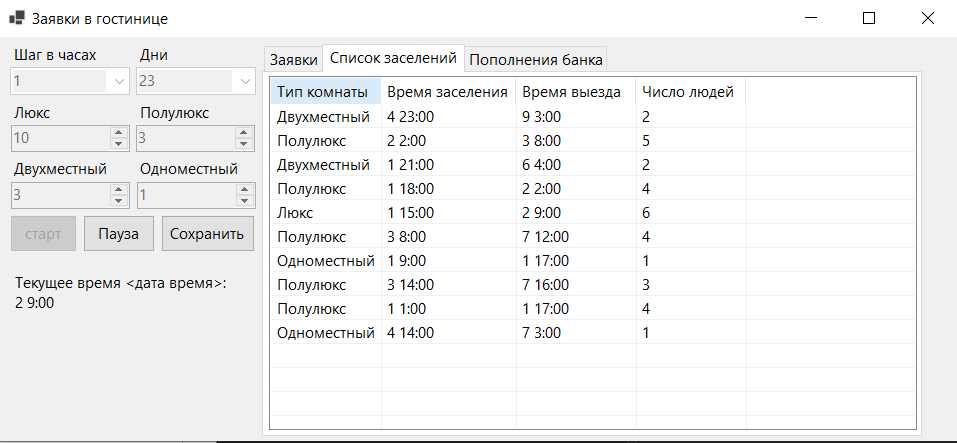 Заявки в гостинице
Шаг в часах Дни
1 23
Люкс Полулюкс
10 3
Двухместный Одноместный
3 1
старт Пауза Сохранить
Текущее время <дата время>:
2 9:00
Заявки Список заселений Пополнения банка
Тип комнаты Время заселения Время выезда Число людей
Двухместный 4 23:00 9 3:00 2
Полулюкс 2 2:00 3 8:00 5
Двухместный 1 21:00 6 4:00 2
Полулюкс 1 18:00 2 2:00 4
Люкс 1 15:00 2 9:00 6
Полулюкс 3 8:00 7 12:00 4
Одноместный 1 9:00 1 17:00 1
Полулюкс 3 14:00 7 16:00 3
Полулюкс 1 1:00 1 17:00 4
Одноместный 4 14:00 7 3:00 1